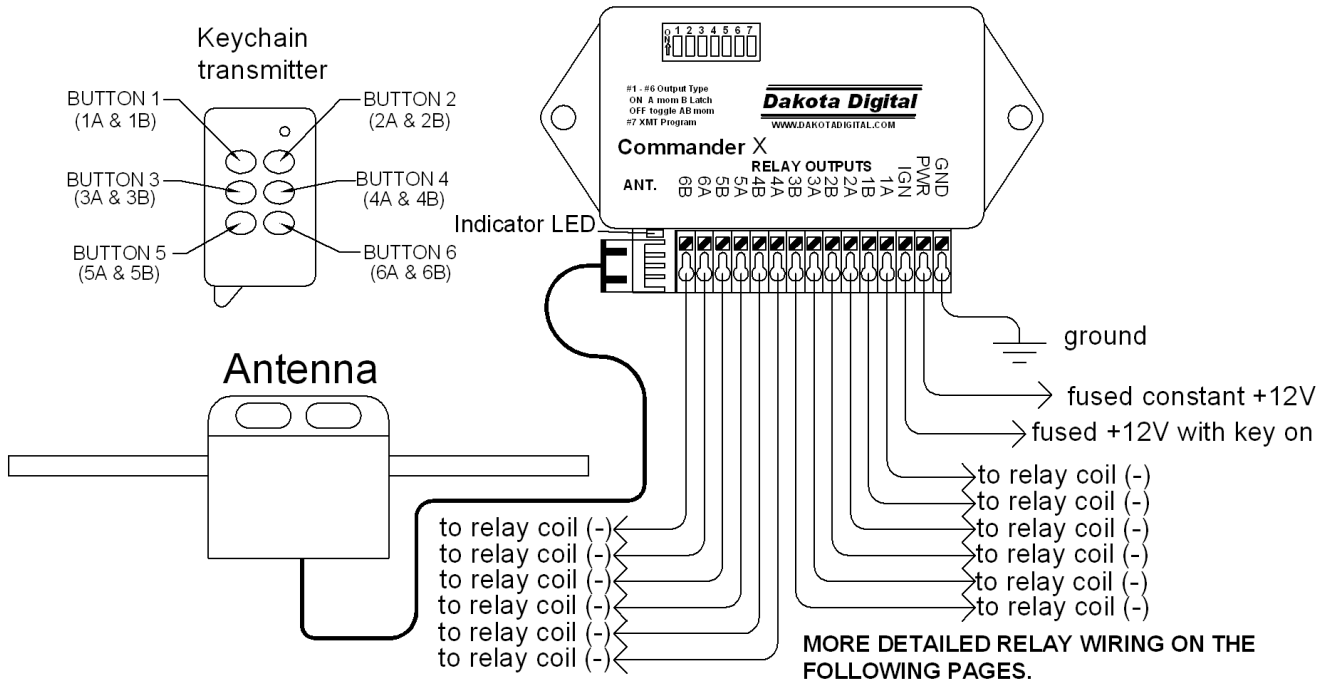 Keychain
transmitter
BUTTON 1
(1A & 1B)
BUTTON 2
(2A & 2B)
BUTTON 3
(3A & 3B)
BUTTON 4
(4A & 4B)
BUTTON 5
(5A & 5B)
BUTTON 6
(6A & 6B)
ON
1 2 3 4 5 6 7
#1 - #6 Output Type
ON A mom B Latch
OFF toggle AB mom
#7 XMT Program
Dakota Digital
WWW.DAKOTADIGITAL.COM
Commander X
RELAY OUTPUTS
ANT.
6B 6A 5B 5A 4B 4A 3B 3A 2B 2A 1B 1A IGN PWR GND
Indicator LED
ground
fused constant +12V
fused +12V with key on
Antenna
to relay coil (-)
to relay coil (-)
to relay coil (-)
to relay coil (-)
to relay coil (-)
to relay coil (-)
to relay coil (-)
to relay coil (-)
to relay coil (-)
to relay coil (-)
to relay coil (-)
to relay coil (-)
MORE DETAILED RELAY WIRING ON THE
FOLLOWING PAGES.